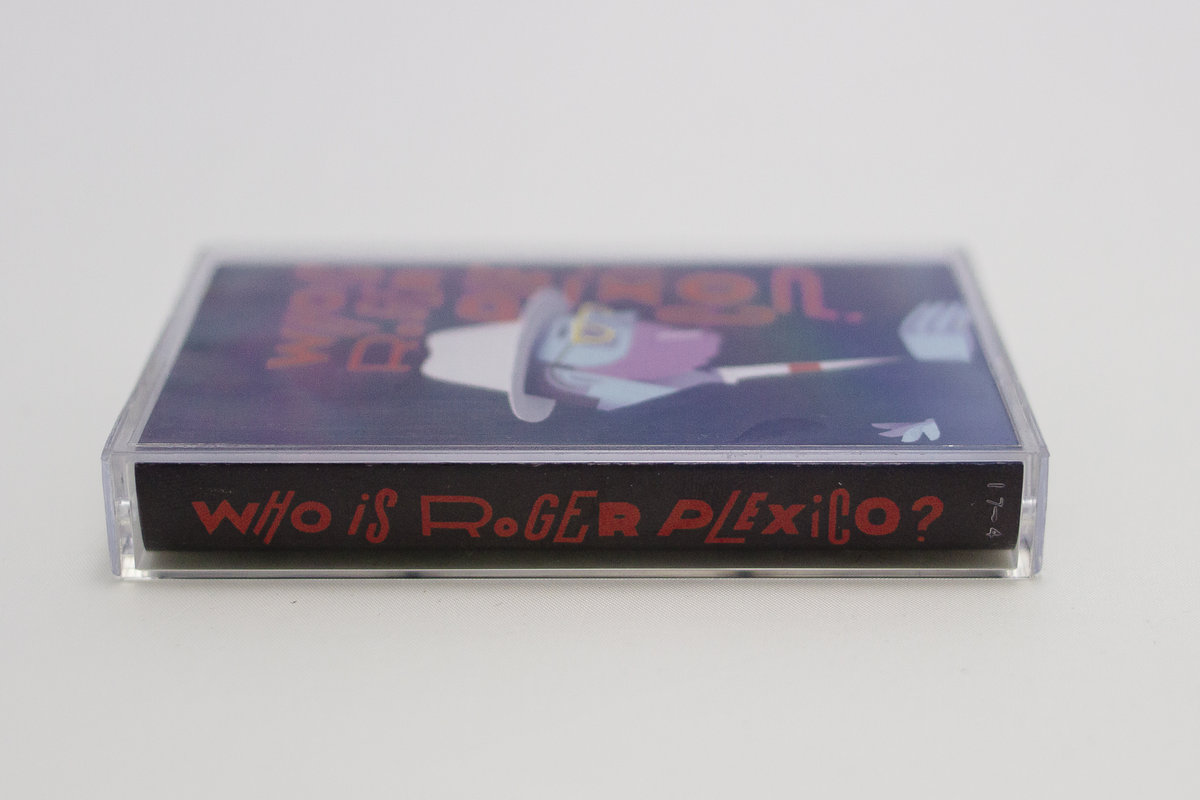 WHO iS RoGER PLEXiCO?
17-4